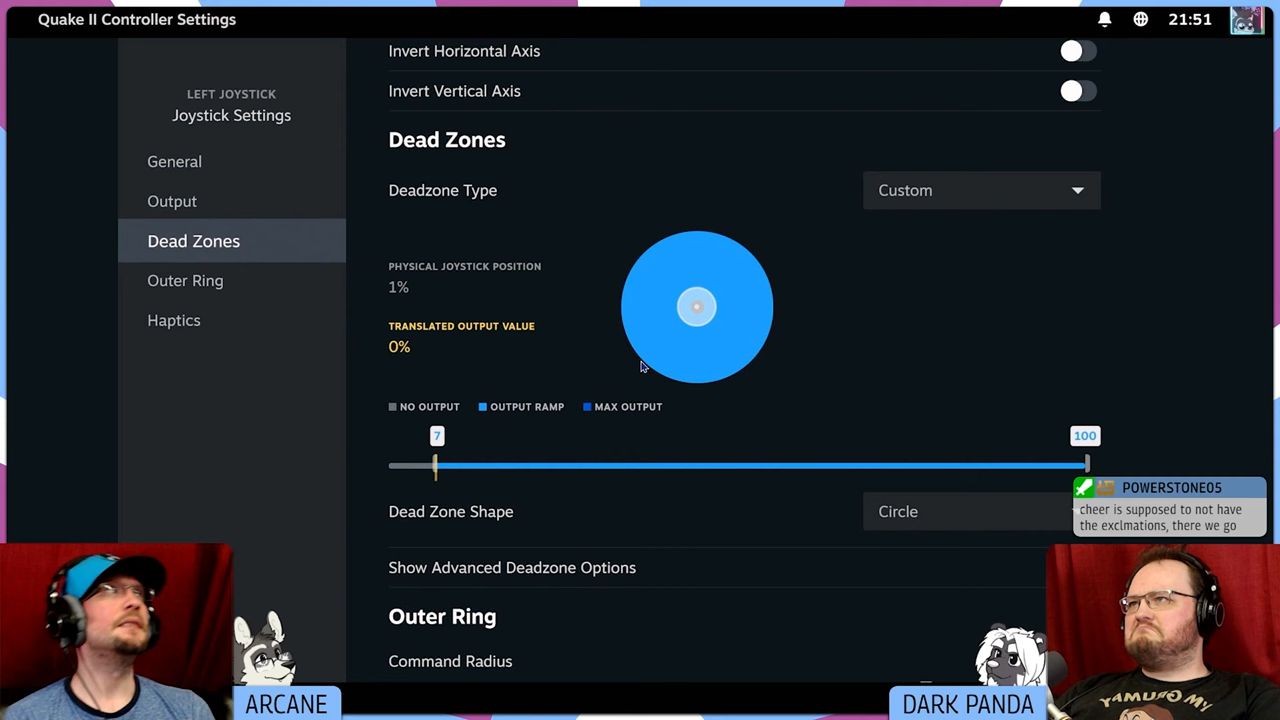 Quake II Controller Settings
21:51
LEFT JOYSTICK
Joystick Settings
General
Output
Dead Zones
Outer Ring
Haptics
Invert Horizontal Axis
Invert Vertical Axis
Dead Zones
Deadzone Type
Custom
PHYSICAL JOYSTICK POSITION
1%
TRANSLATED OUTPUT VALUE
0%
NO OUTPUT
OUTPUT RAMP
MAX OUTPUT
7
100
Dead Zone Shape
Circle
Show Advanced Deadzone Options
Outer Ring
Command Radius
POWERSTONE05
cheer is supposed to not have
the exclmations, there we go
ARCANE
DARK PANDA
YAMURO MY